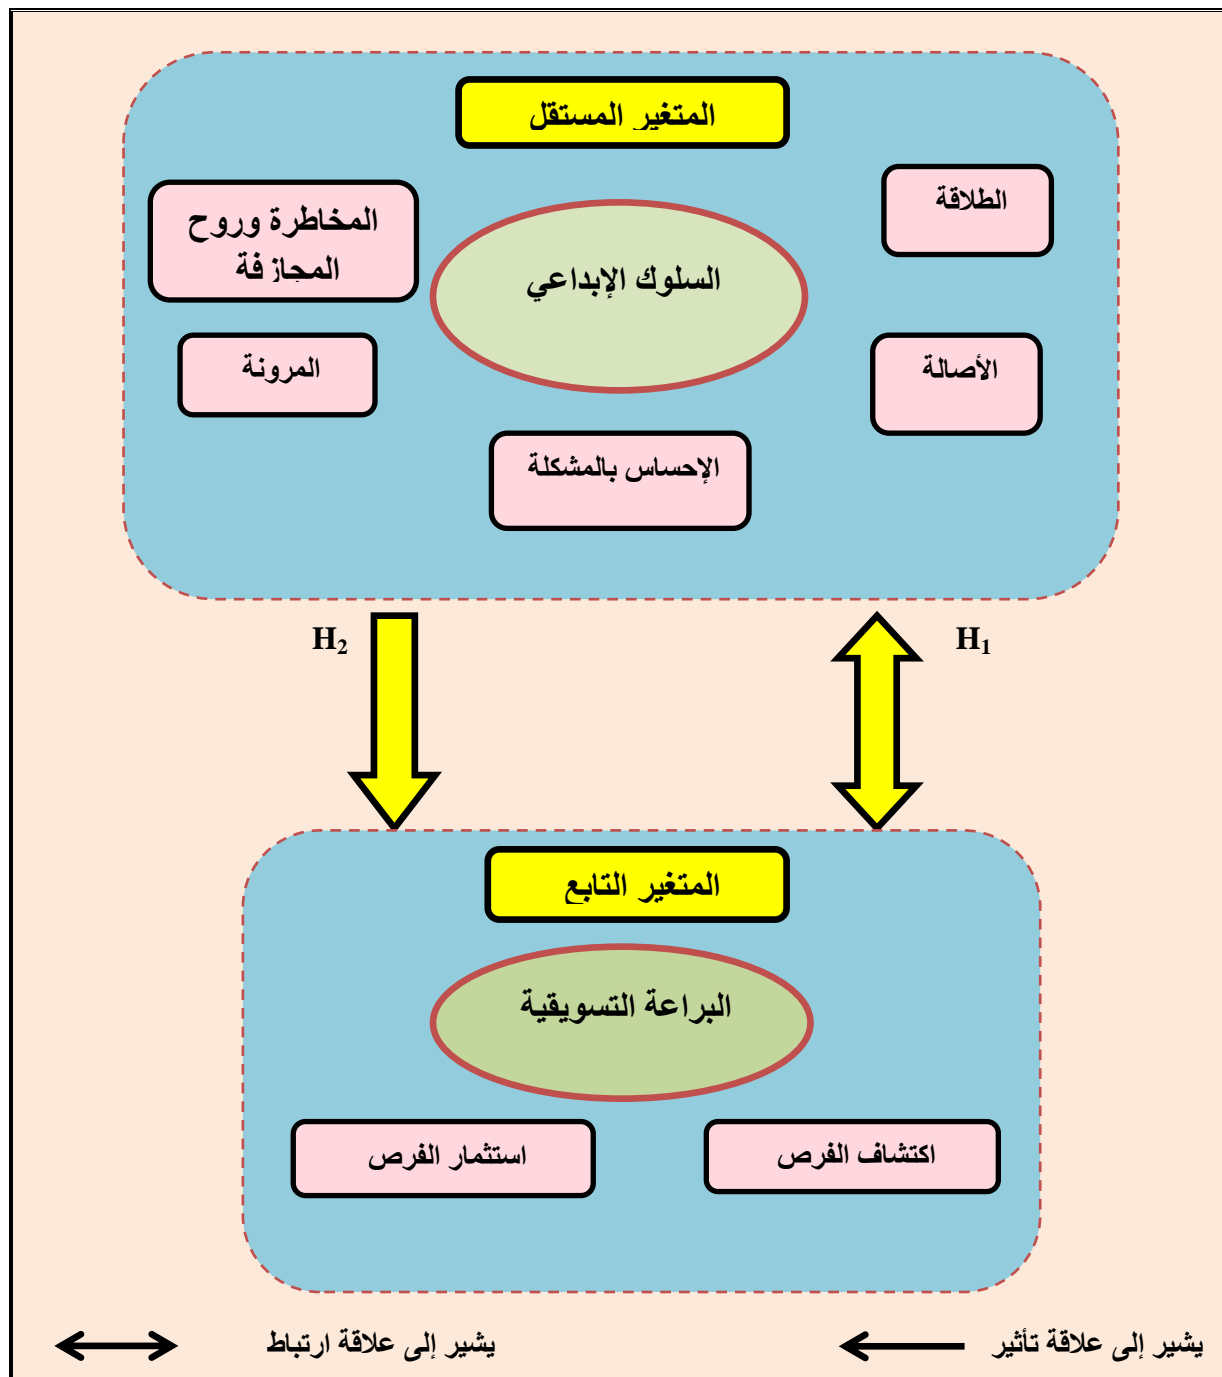 المتغير المستقل
الطلاقة
المخاطرة وروح
المجازفة
السلوك الإبداعي
الأصالة
المرونة
الإحساس بالمشكلة
H₁
H₂
المتغير التابع
البراعة التسويقية
اكتشاف الفرص
استثمار الفرص
يشير إلى علاقة تأثير
يشير إلى علاقة ارتباط